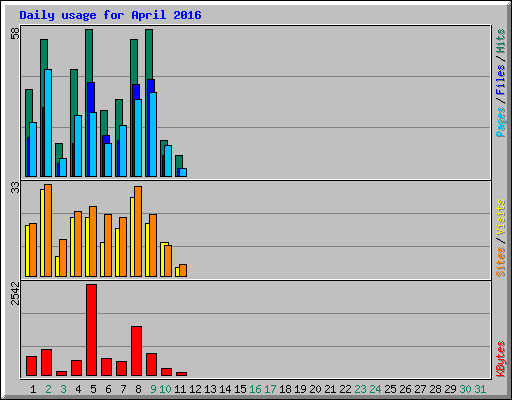 Daily usage for April 2016
58
33
2542
Pages / Files / Hits
Sites / Visits
KBytes
1 2 3 4 5 6 7 8 9 10 11 12 13 14 15 16 17 18 19 20 21 22 23 24 25 26 27 28 29 30 31